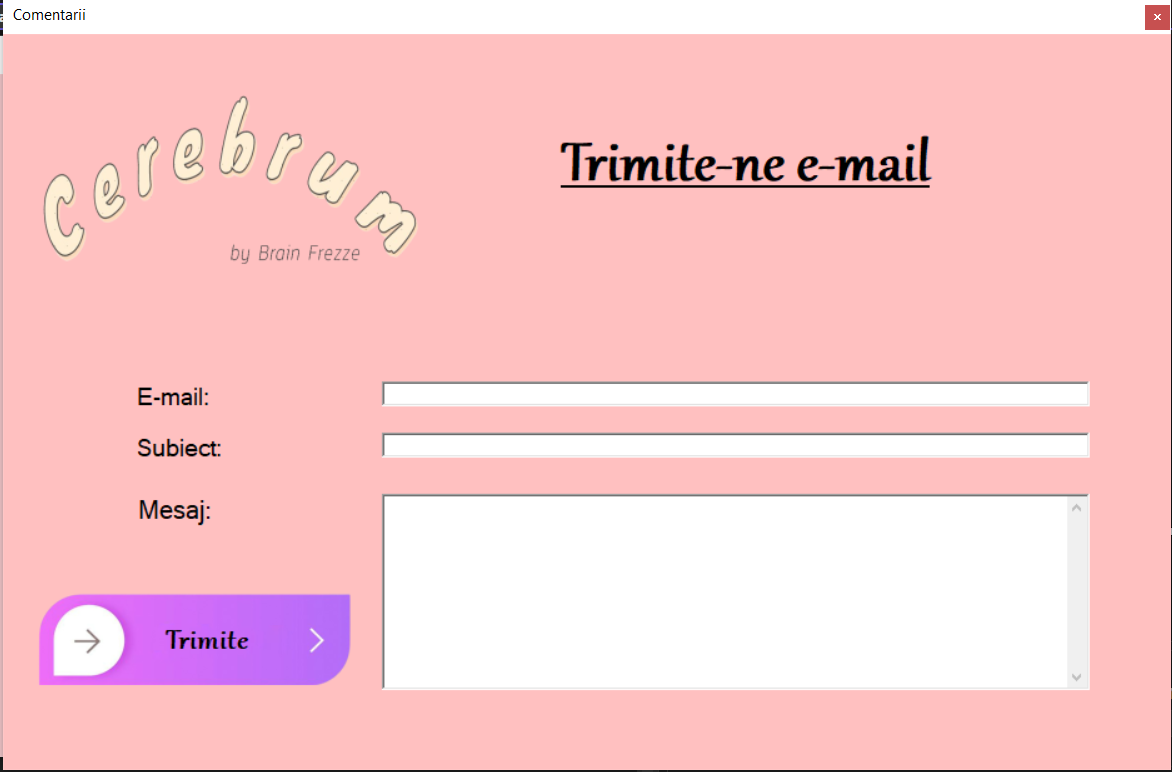 Comentarii
Cerebrum
by Brain Frezze
Trimite-ne e-mail
E-mail:
Subiect:
Mesaj:
Trimite